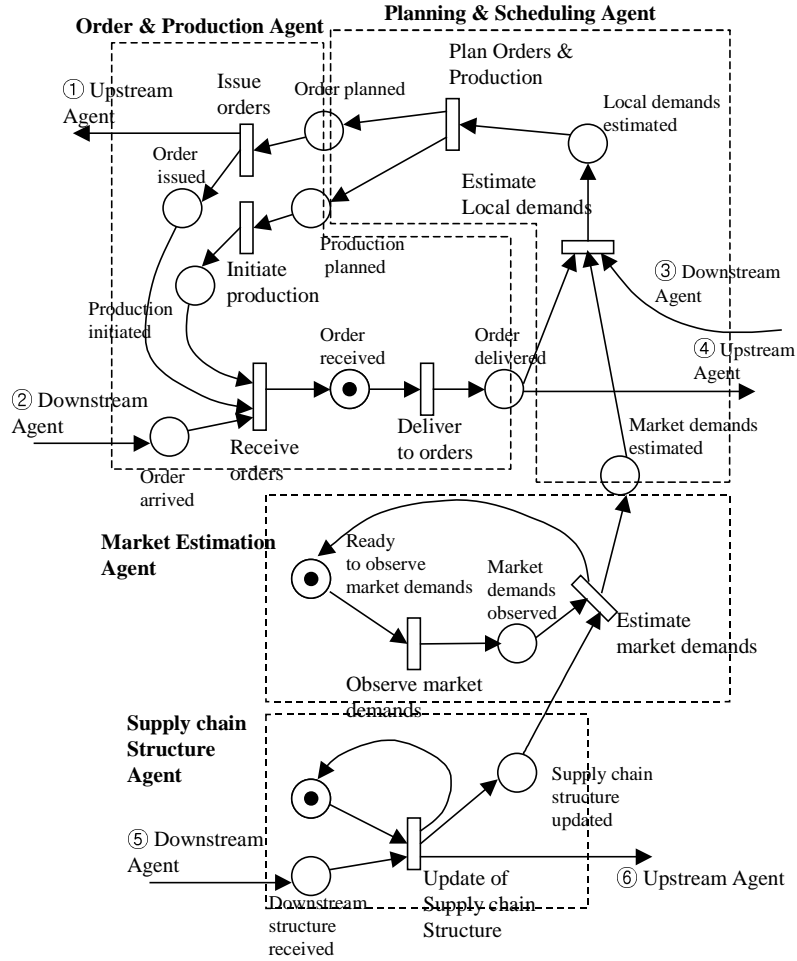 Order & Production Agent
Planning & Scheduling Agent
① Upstream
Agent
Issue
orders
Order planned
Plan Orders &
Production
Local demands
estimated
Order
issued
Estimate
Local demands
Production
planned
Initiate
production
③ Downstream
Agent
Production
initiated
Order
received
Order
delivered
④ Upstream
Agent
② Downstream
Agent
Receive
orders
Deliver
to orders
Market demands
estimated
Order
arrived
Market Estimation
Agent
Ready
to observe
market demands
Market
demands
observed
Estimate
market demands
Observe market
demands
Supply chain
Structure
Agent
Supply chain
structure
updated
⑤ Downstream
Agent
Downstream
structure
received
Update of
Supply chain
Structure
⑥ Upstream Agent